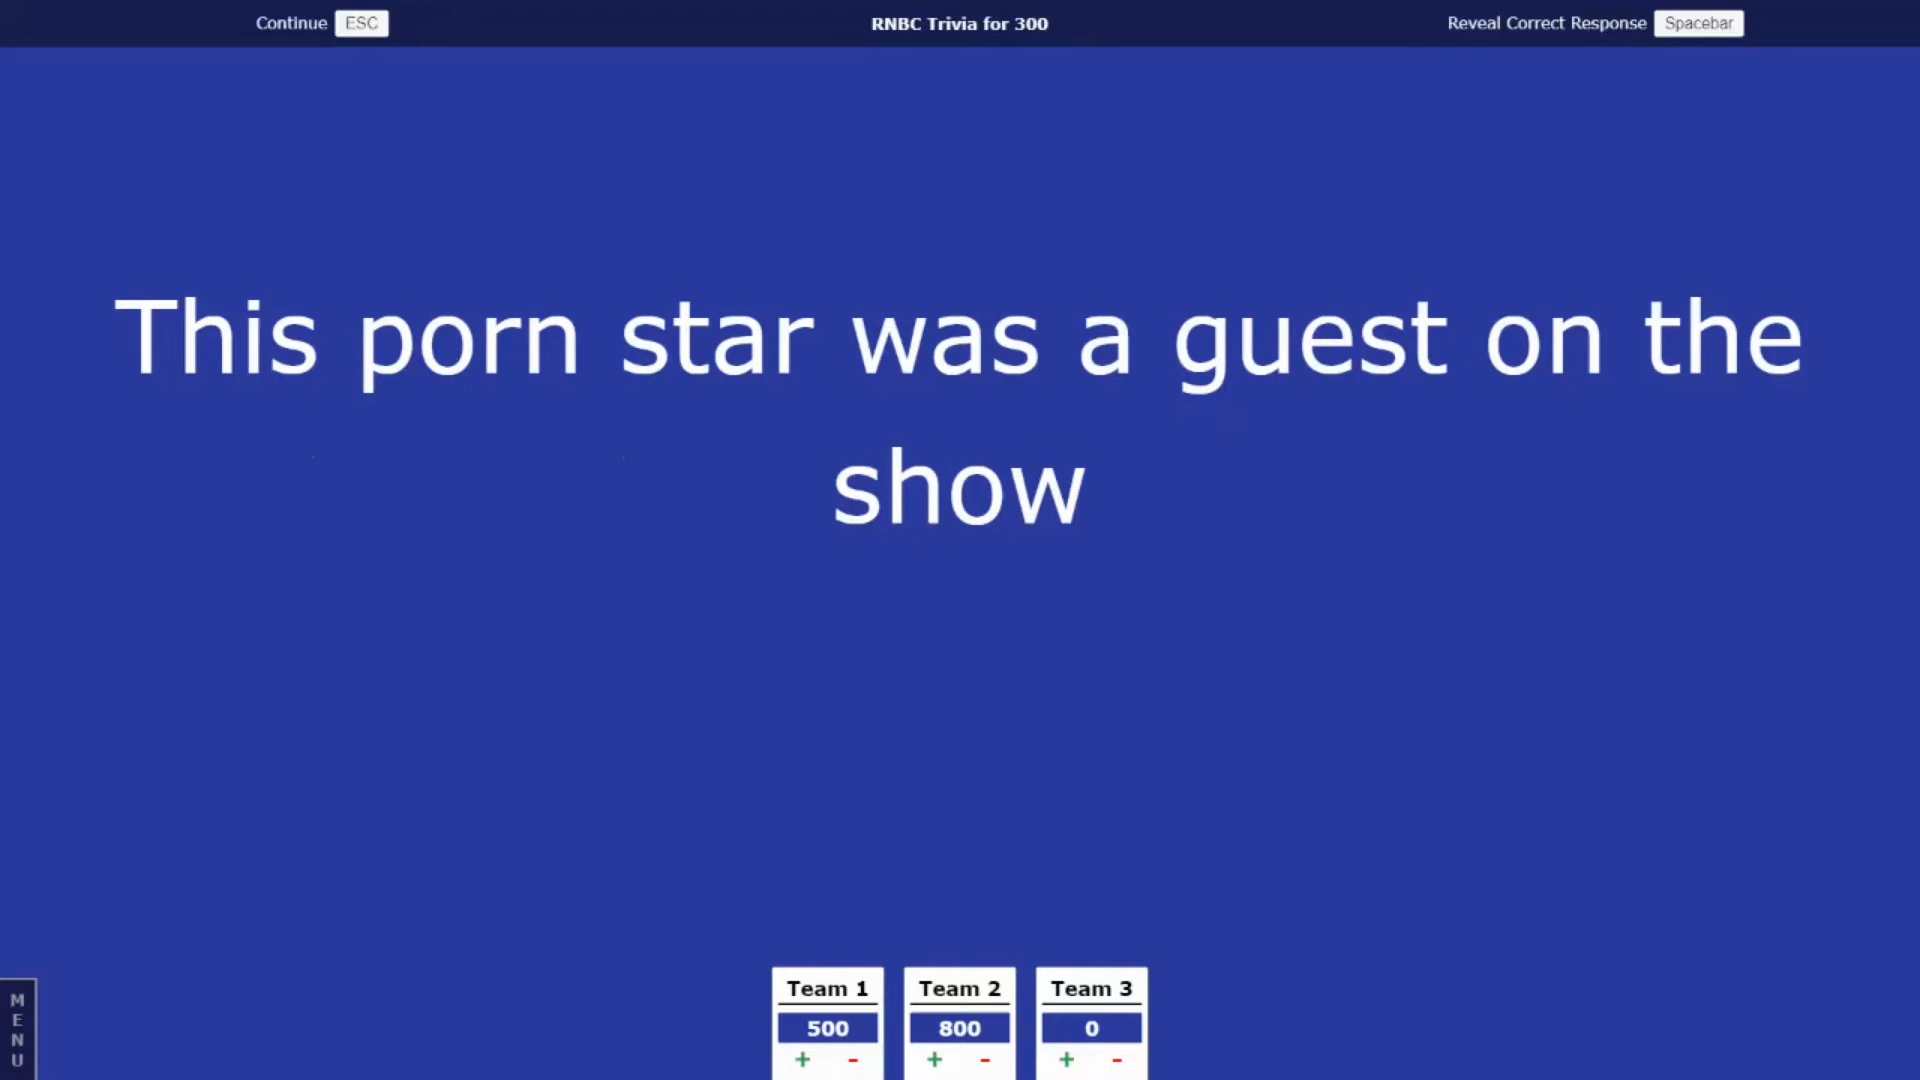 Continue ESC RNBC Trivia for 300 Reveal Correct Response Spacebar
This porn star was a guest on the
show
MENU
Team 1 Team 2 Team 3
500 800 0
+ - + - + -